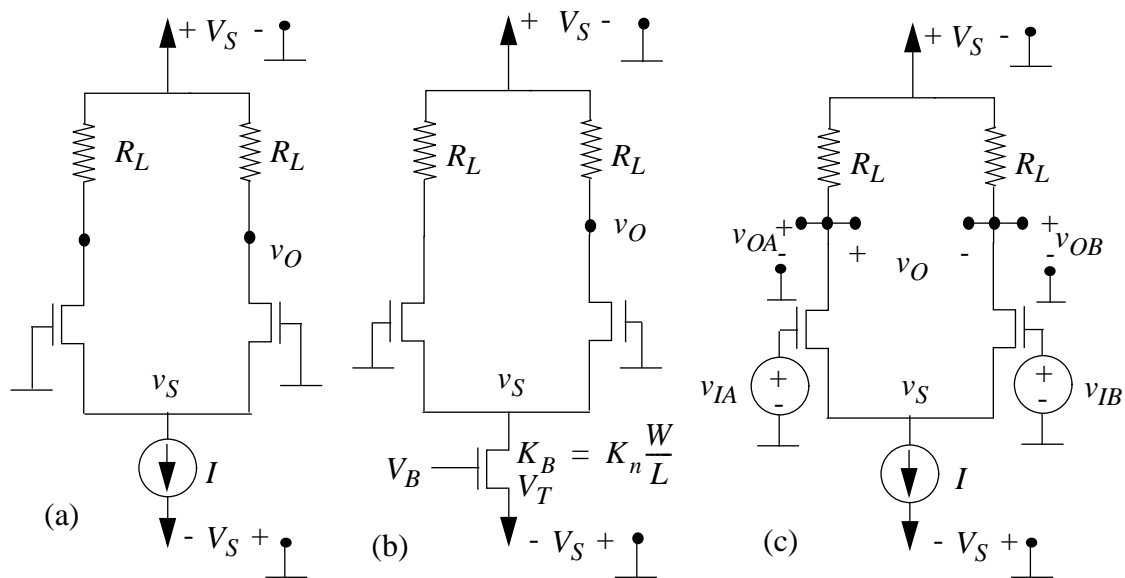 + V_S -
R_L
R_L
v_O
v_S
I
- V_S +
(a)
+ V_S -
R_L
R_L
v_O
v_S
V_B
K_B = K_n W/L
V_T
- V_S +
(b)
+ V_S -
R_L
R_L
v_OA + -
+ v_O -
+ - v_OB
v_IA + -
v_S
+ - v_IB
I
- V_S +
(c)